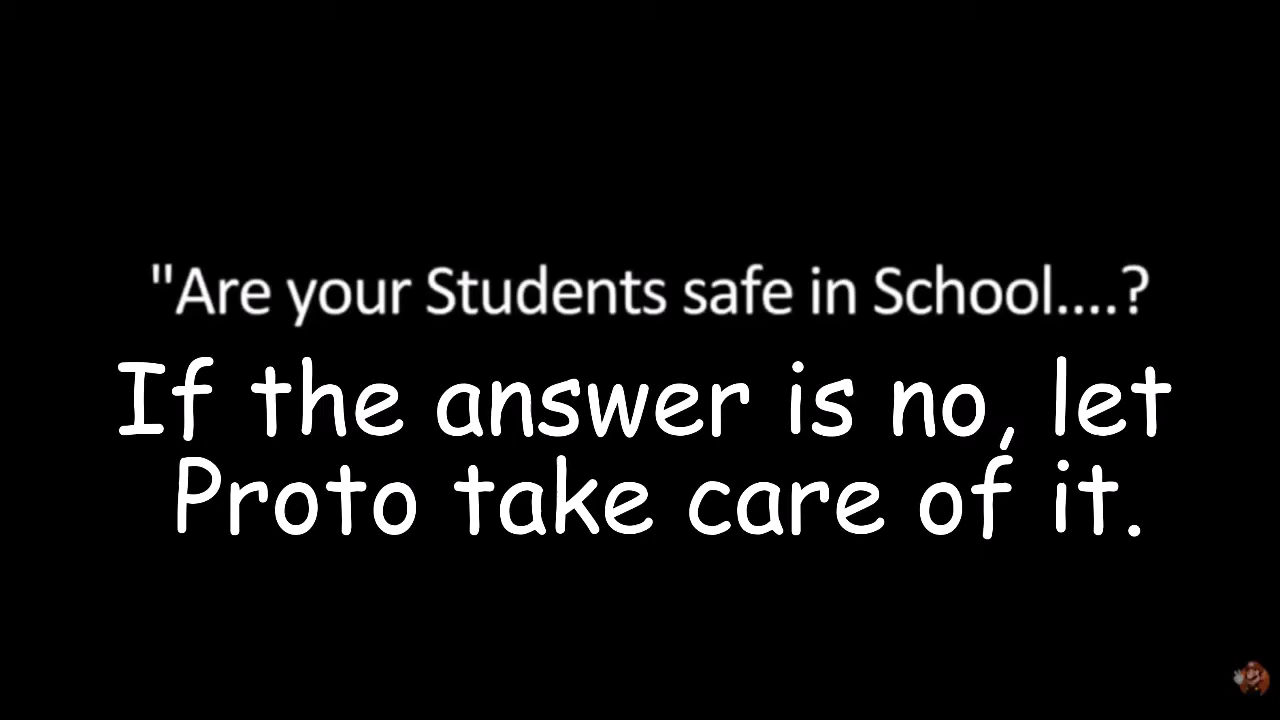 "Are your Students safe in School....?
If the answer is no, let
Proto take care of it.